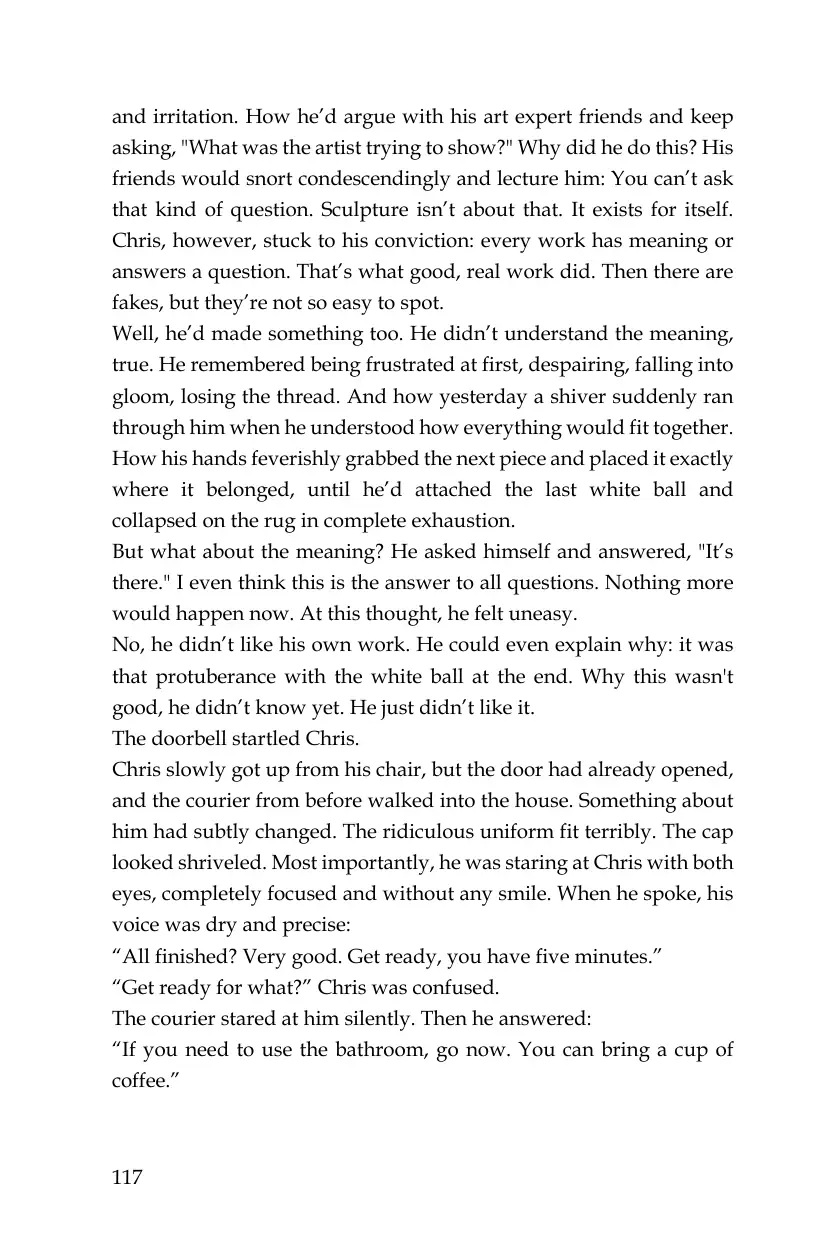 and irritation. How he’d argue with his art expert friends and keep
asking, "What was the artist trying to show?" Why did he do this? His
friends would snort condescendingly and lecture him: You can’t ask
that kind of question. Sculpture isn’t about that. It exists for itself.
Chris, however, stuck to his conviction: every work has meaning or
answers a question. That’s what good, real work did. Then there are
fakes, but they’re not so easy to spot.
Well, he’d made something too. He didn’t understand the meaning,
true. He remembered being frustrated at first, despairing, falling into
gloom, losing the thread. And how yesterday a shiver suddenly ran
through him when he understood how everything would fit together.
How his hands feverishly grabbed the next piece and placed it exactly
where it belonged, until he’d attached the last white ball and
collapsed on the rug in complete exhaustion.
But what about the meaning? He asked himself and answered, "It’s
there." I even think this is the answer to all questions. Nothing more
would happen now. At this thought, he felt uneasy.
No, he didn’t like his own work. He could even explain why: it was
that protuberance with the white ball at the end. Why this wasn't
good, he didn’t know yet. He just didn’t like it.
The doorbell startled Chris.
Chris slowly got up from his chair, but the door had already opened,
and the courier from before walked into the house. Something about
him had subtly changed. The ridiculous uniform fit terribly. The cap
looked shriveled. Most importantly, he was staring at Chris with both
eyes, completely focused and without any smile. When he spoke, his
voice was dry and precise:
“All finished? Very good. Get ready, you have five minutes.”
“Get ready for what?” Chris was confused.
The courier stared at him silently. Then he answered:
“If you need to use the bathroom, go now. You can bring a cup of
coffee.”
117